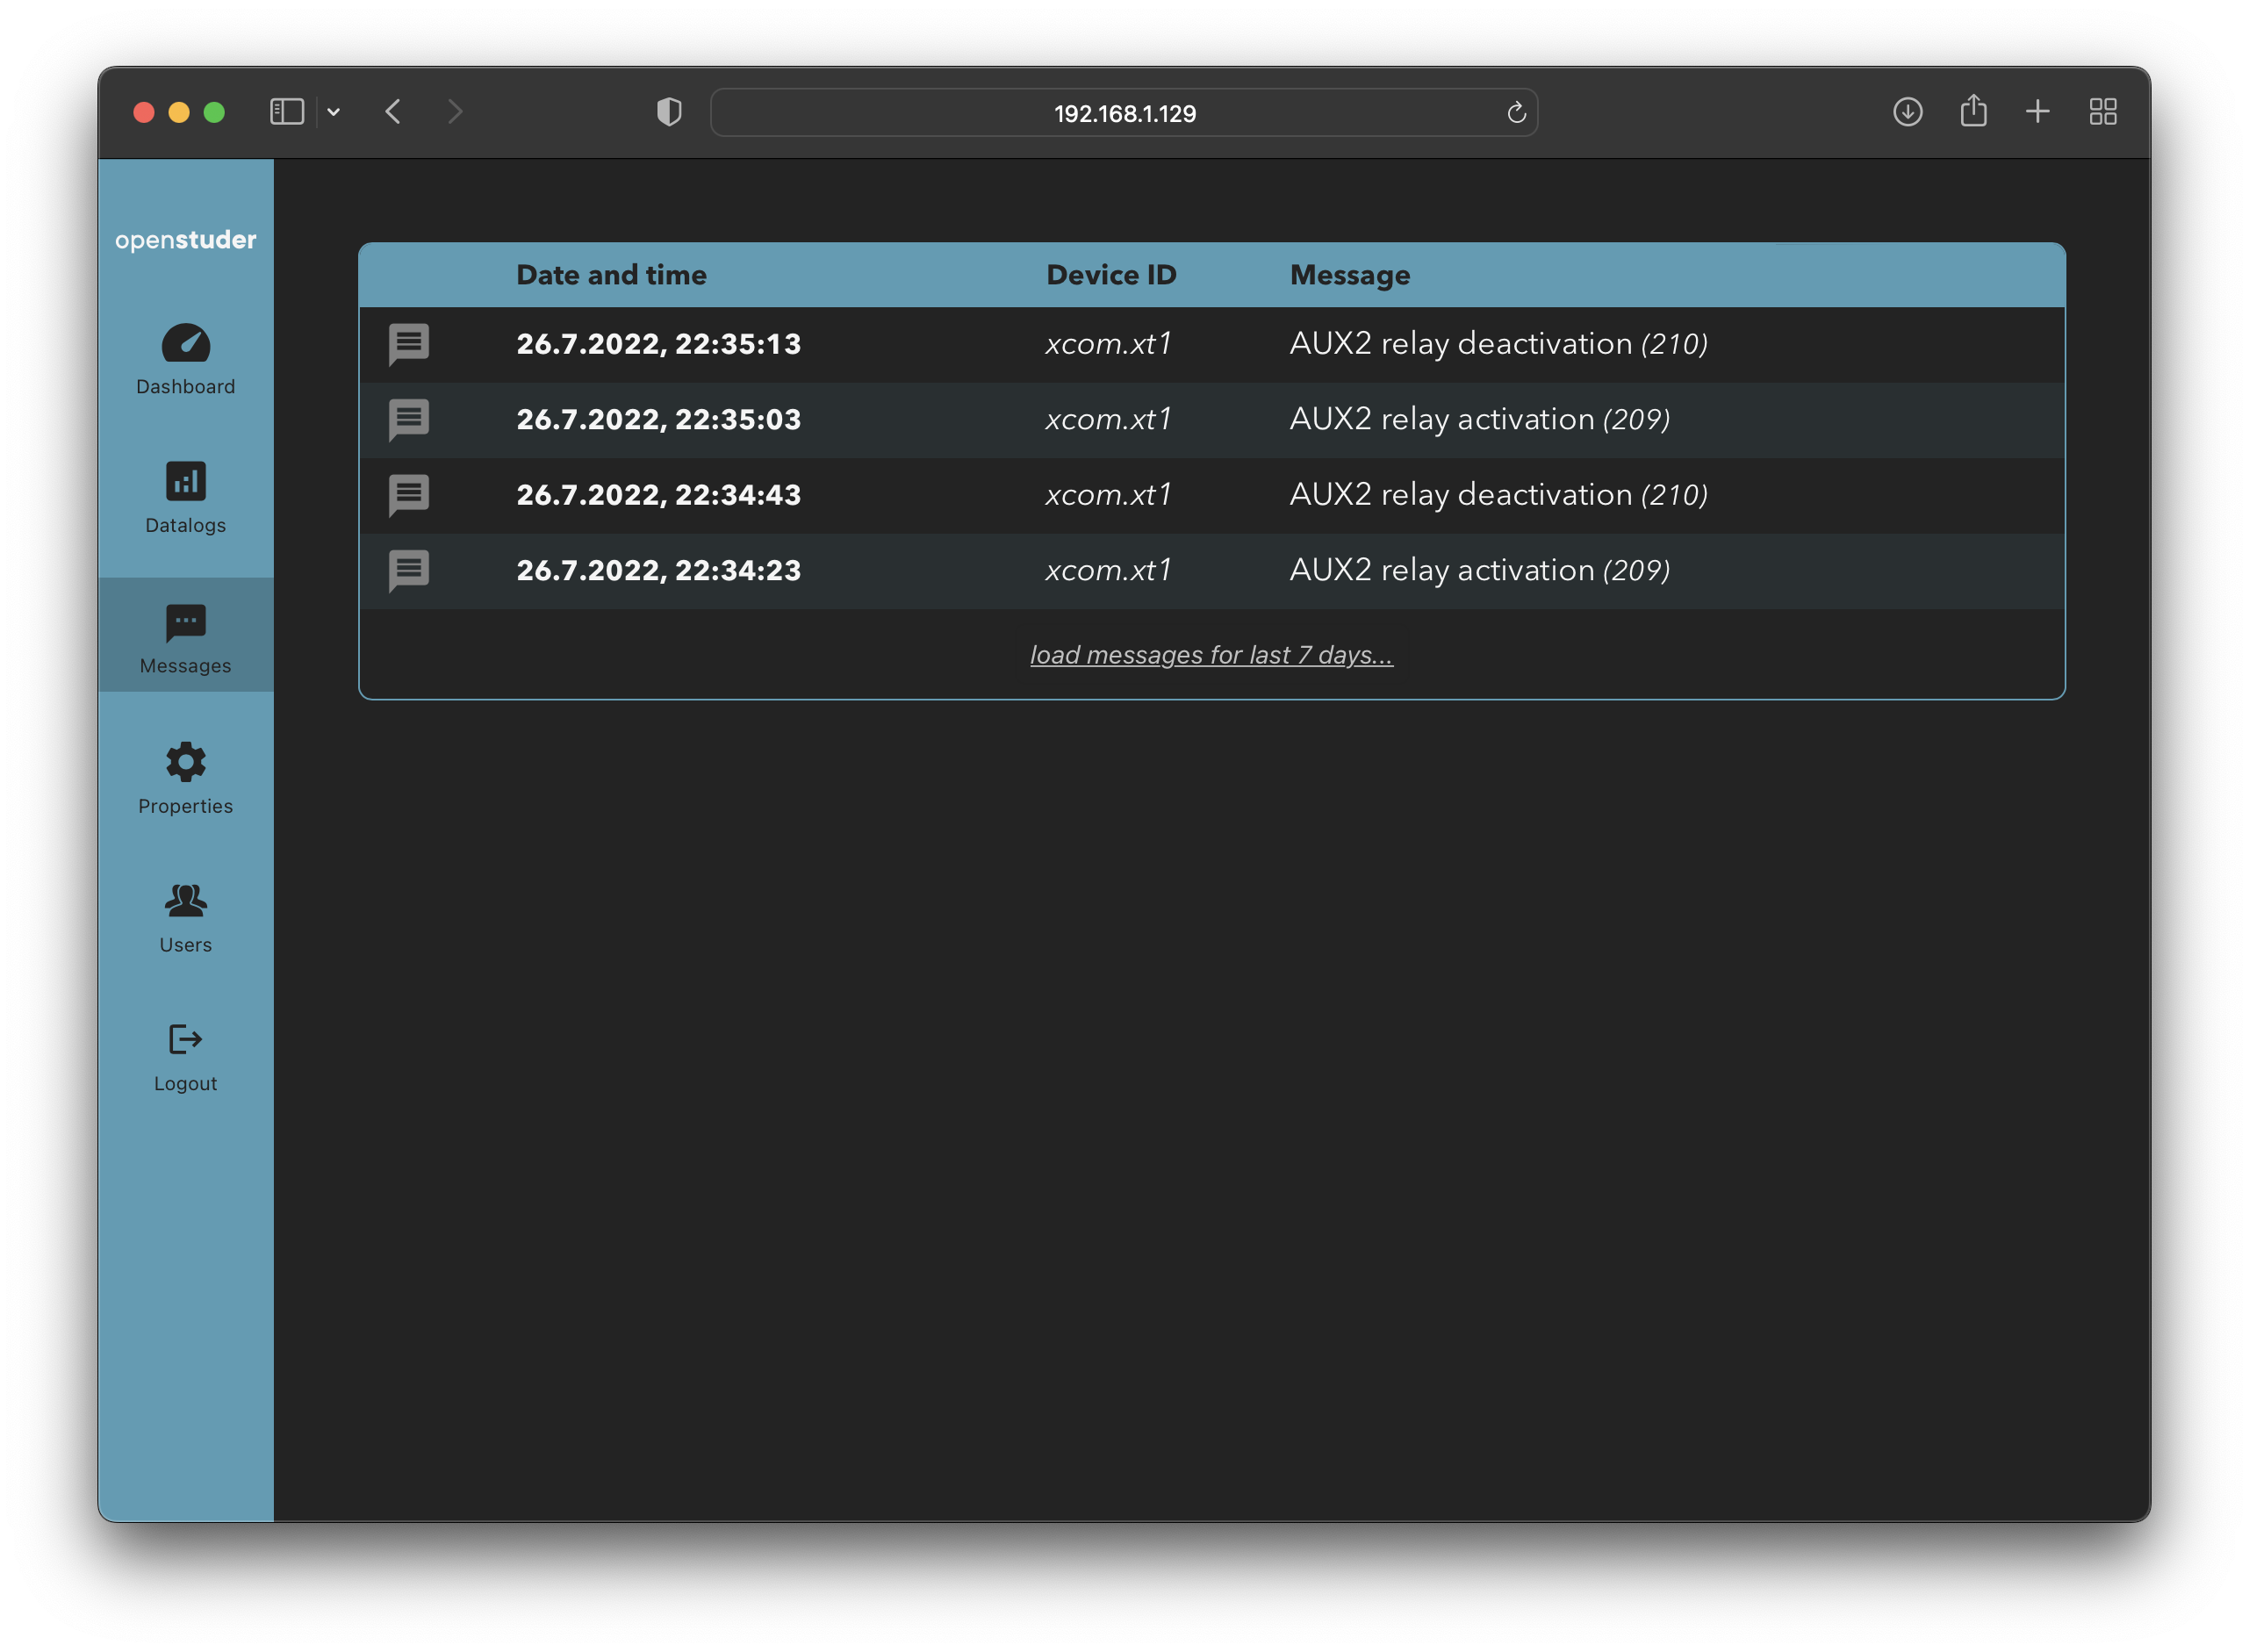 192.168.1.129
openstuder
Dashboard
Datalogs
Messages
Properties
Users
Logout
Date and time Device ID Message
26.7.2022, 22:35:13 xcom.xt1 AUX2 relay deactivation (210)
26.7.2022, 22:35:03 xcom.xt1 AUX2 relay activation (209)
26.7.2022, 22:34:43 xcom.xt1 AUX2 relay deactivation (210)
26.7.2022, 22:34:23 xcom.xt1 AUX2 relay activation (209)
load messages for last 7 days...